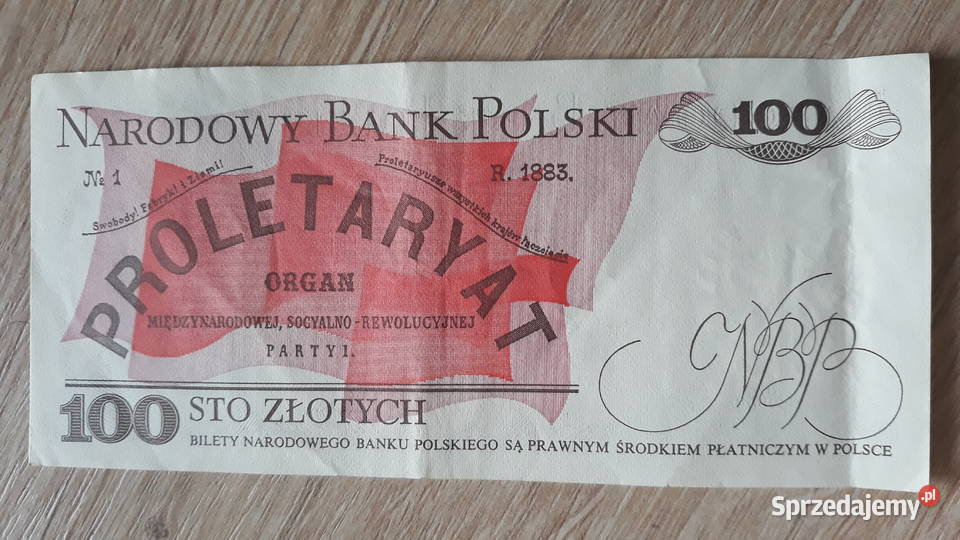 NARODOWY BANK POLSKI
100
№ 1
R. 1883.
Swobody! Fabryk! i Ziemi!
Proletaryusze wszystkich krajów łączcie się
PROLETARYAT
ORGAN
MIĘDZYNARODOWEJ, SOCYALNO-REWOLUCYJNEJ
PARTYI.
NBP
100 STO ZŁOTYCH
BILETY NARODOWEGO BANKU POLSKIEGO SĄ PRAWNYM ŚRODKIEM PŁATNICZYM W POLSCE
Sprzedajemy.pl